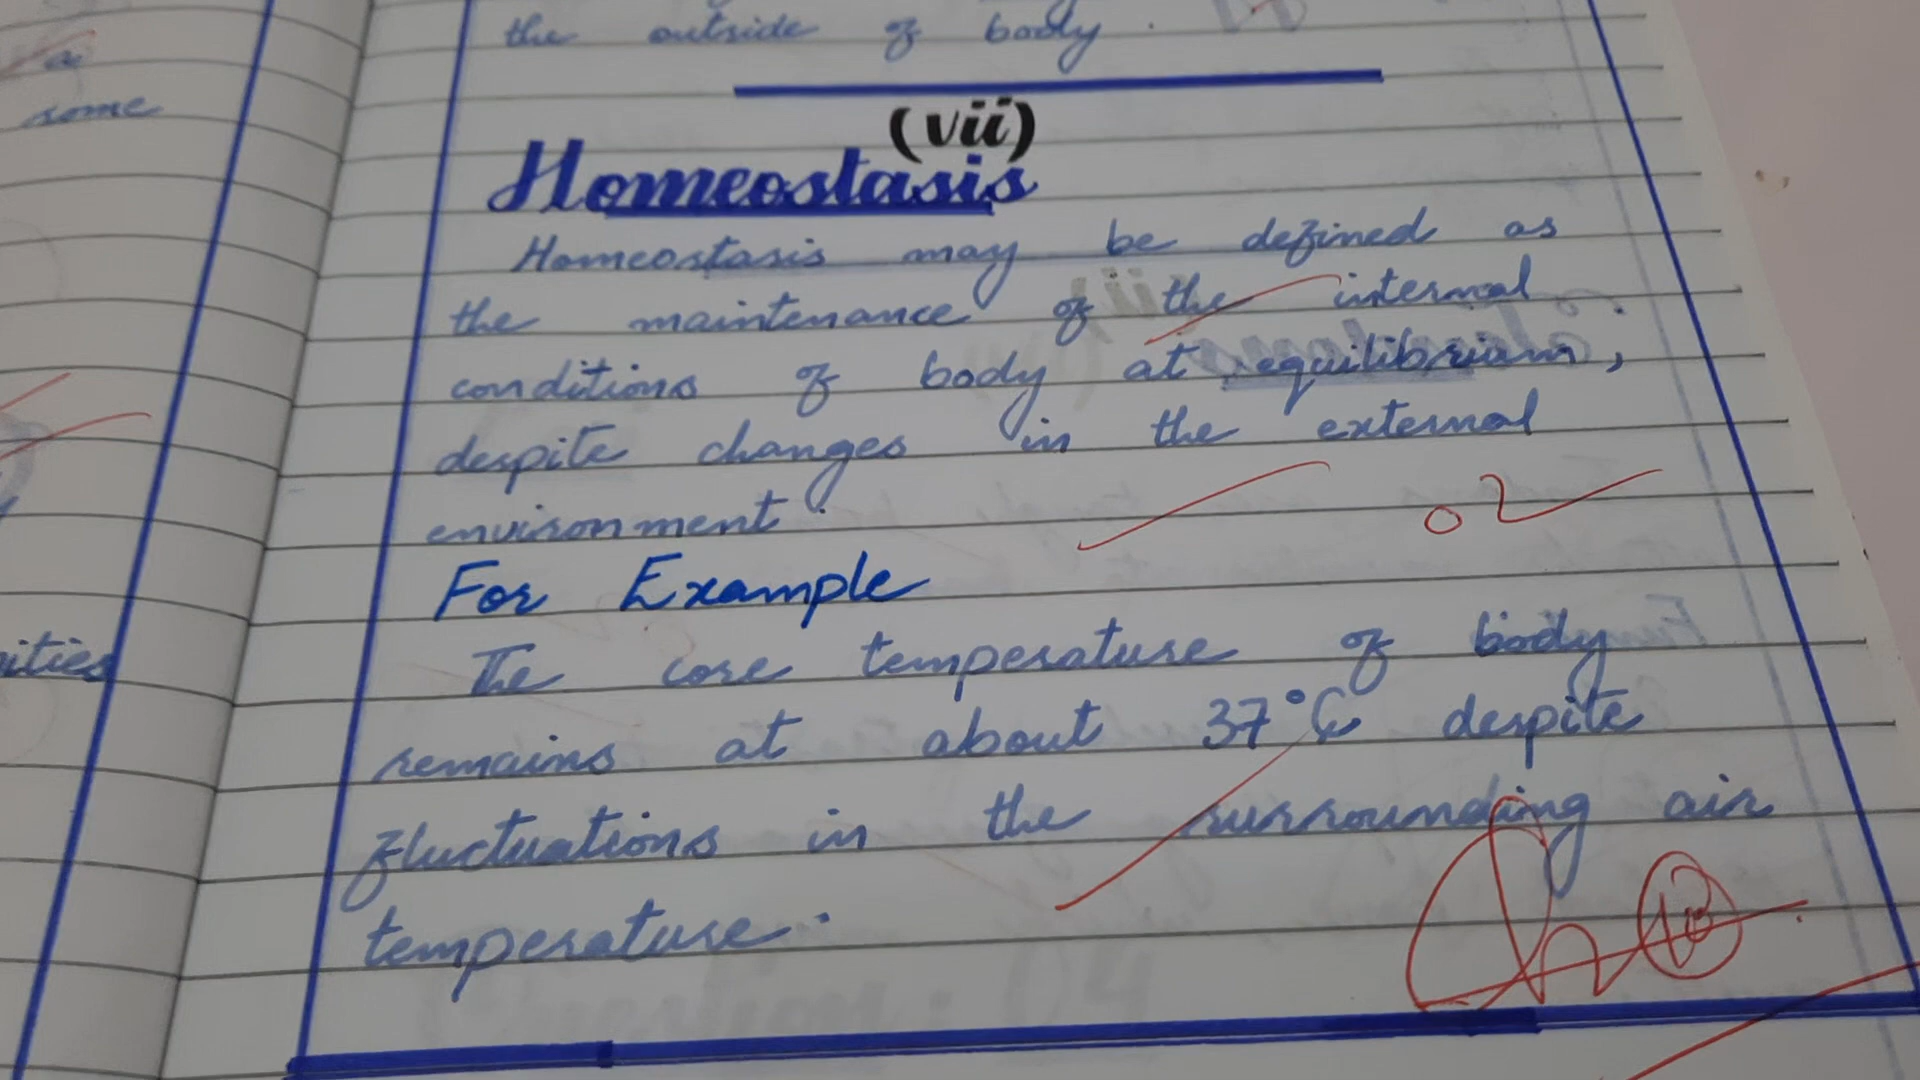 a
some
ities
the outside of body .
(vii)
Homeostasis
Homeostasis may be defined as
the maintenance of the internal
conditions of body at equilibrium,
despite changes in the external
environment .
02
For Example
The core temperature of body
remains at about 37°C despite
fluctuations in the surrounding air
temperature .